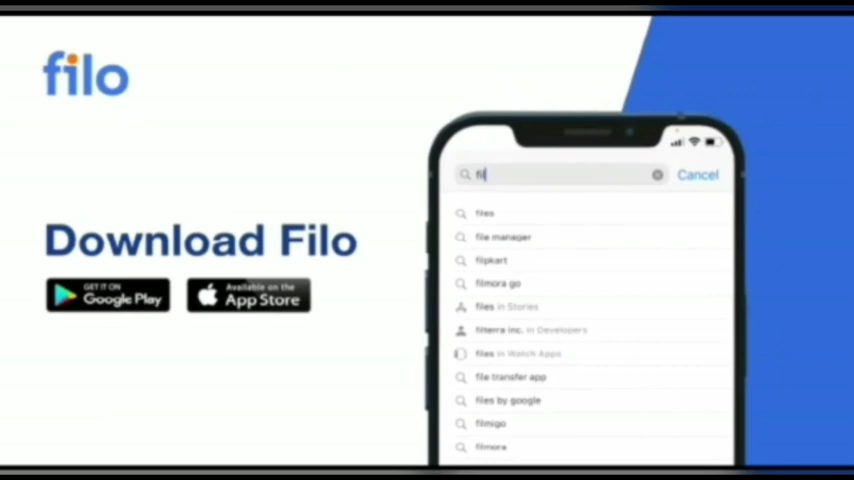 filo
Download Filo
GET IT ON
Google Play
Available on the
App Store
fil
Cancel
files
file manager
flipkart
filmora go
files in Stories
filterra inc. in Developers
files in Watch Apps
file transfer app
files by google
filmigo
filmora